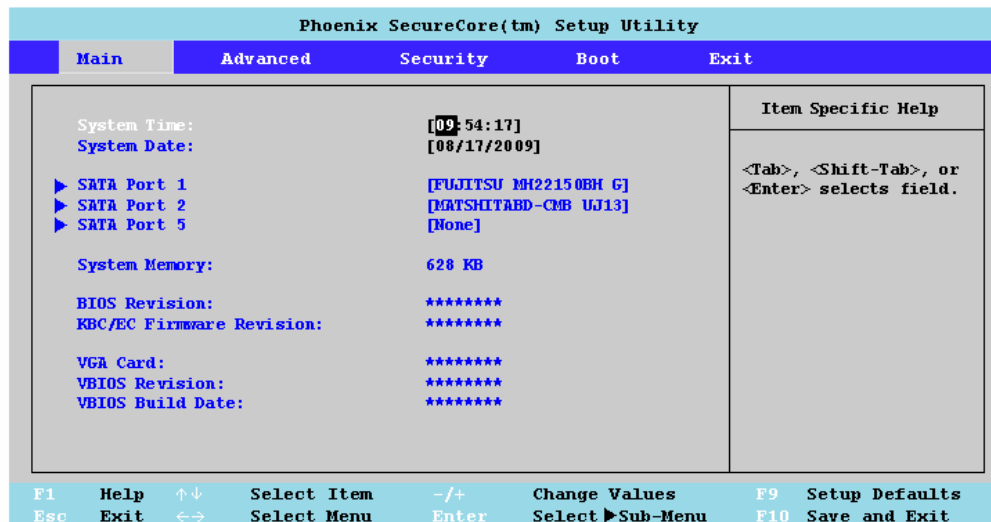 Phoenix SecureCore(tm) Setup Utility
Main Advanced Security Boot Exit
System Time: [09:54:17]
System Date: [08/17/2009]
SATA Port 1 [FUJITSU MH22150BH G]
SATA Port 2 [MATSHITABD-CMB UJ13]
SATA Port 5 [None]
System Memory: 628 KB
BIOS Revision: ********
KBC/EC Firmware Revision: ********
VGA Card: ********
VBIOS Revision: ********
VBIOS Build Date: ********
Item Specific Help
<Tab>, <Shift-Tab>, or
<Enter> selects field.
F1 Help ↑↓ Select Item -/+ Change Values F9 Setup Defaults
Esc Exit ←→ Select Menu Enter Select ▶Sub-Menu F10 Save and Exit